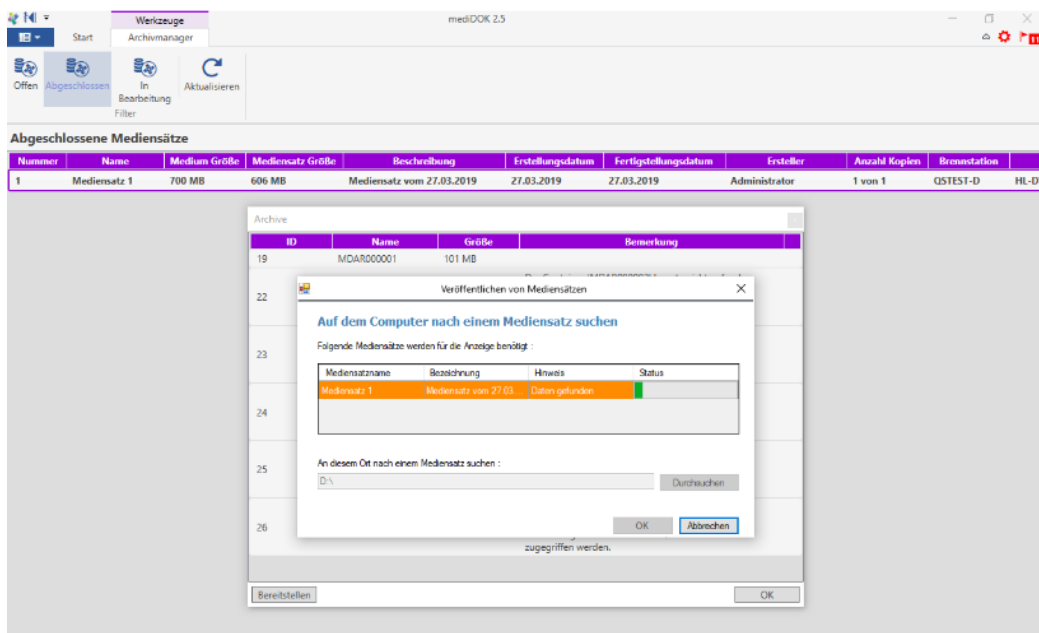 Werkzeuge
mediDOK 2.5
Start
Archivmanager
Offen
Abgeschlossen
In Bearbeitung
Aktualisieren
Filter
Abgeschlossene Mediensätze
Nummer Name Medium Größe Mediensatz Größe Beschreibung Erstellungsdatum Fertigstellungsdatum Ersteller Anzahl Kopien Brennstation
1 Mediensatz 1 700 MB 606 MB Mediensatz vom 27.03.2019 27.03.2019 27.03.2019 Administrator 1 von 1 QSTEST-D HL-D
Archive
ID Name Größe Bemerkung
19 MDAR000001 101 MB
22
23
24
25
26
Veröffentlichen von Mediensätzen
Auf dem Computer nach einem Mediensatz suchen
Folgende Mediensätze werden für die Anzeige benötigt :
Mediensatzname Bezeichnung Hinweis Status
Mediensatz 1 Mediensatz vom 27.03... Daten gefunden
An diesem Ort nach einem Mediensatz suchen :
D:\
Durchsuchen
OK Abbrechen
zugegriffen werden.
Bereitstellen
OK